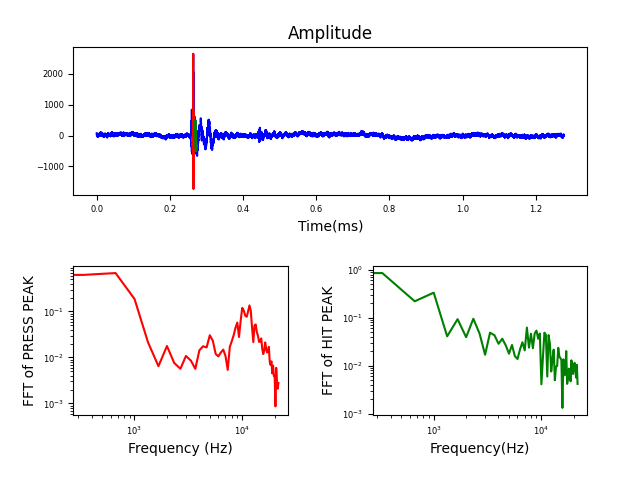 Amplitude
2000
1000
0
−1000
0.0 0.2 0.4 0.6 0.8 1.0 1.2
Time(ms)
FFT of PRESS PEAK
10⁻¹
10⁻²
10⁻³
10³ 10⁴
Frequency (Hz)
FFT of HIT PEAK
10⁰
10⁻¹
10⁻²
10⁻³
10³ 10⁴
Frequency(Hz)